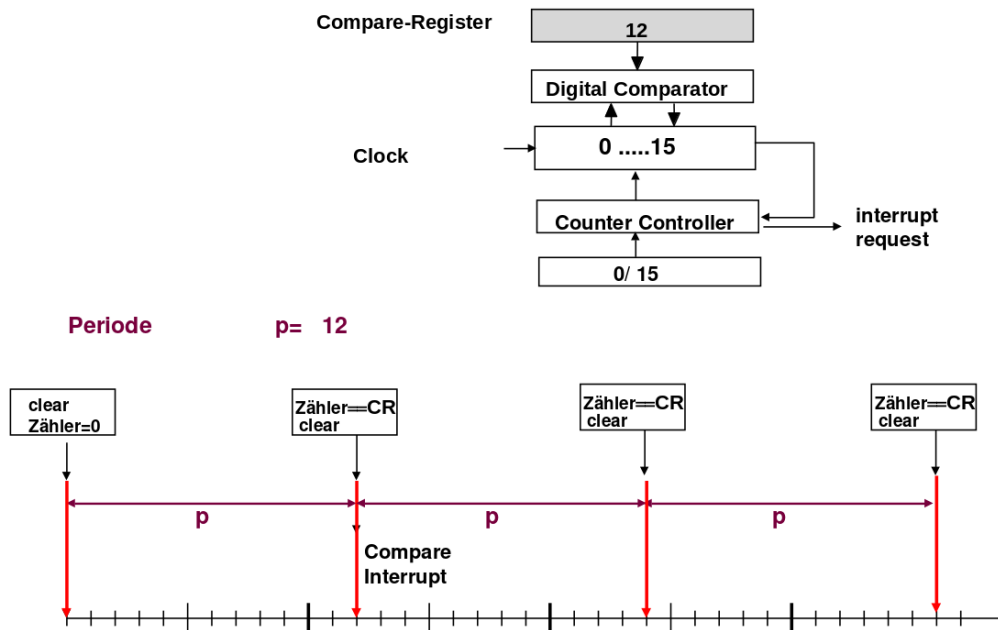 Compare-Register
12
Digital Comparator
Clock
0 .....15
Counter Controller
interrupt
request
0/ 15
Periode p= 12
clear
Zähler=0
Zähler==CR
clear
Zähler==CR
clear
Zähler==CR
clear
p
p
p
Compare
Interrupt